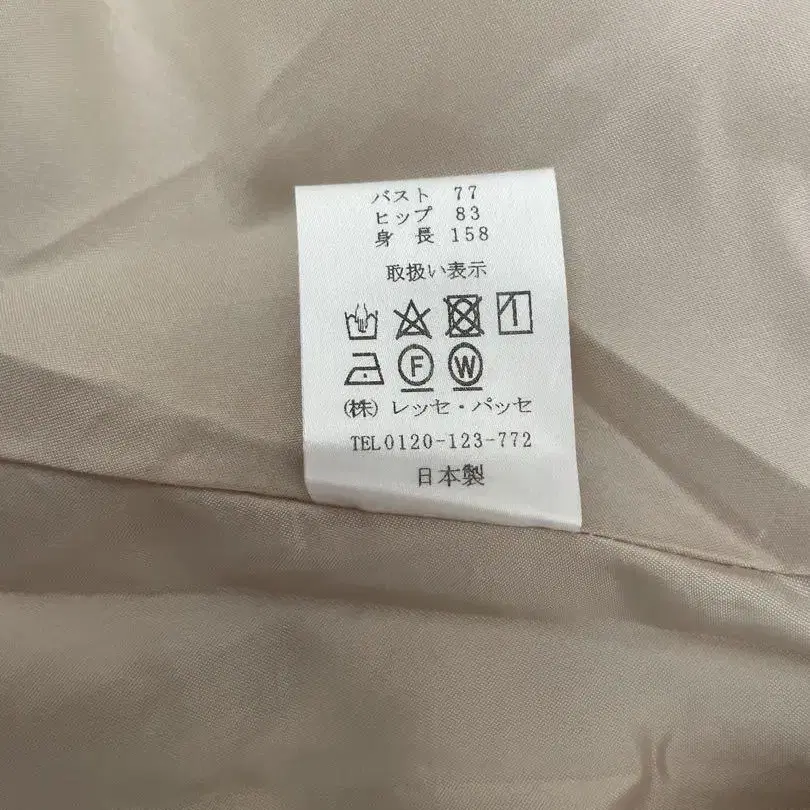 バスト 77
ヒップ 83
身 長 158
取扱い表示
F W
(株) レッセ・パッセ
TEL0120-123-772
日本製